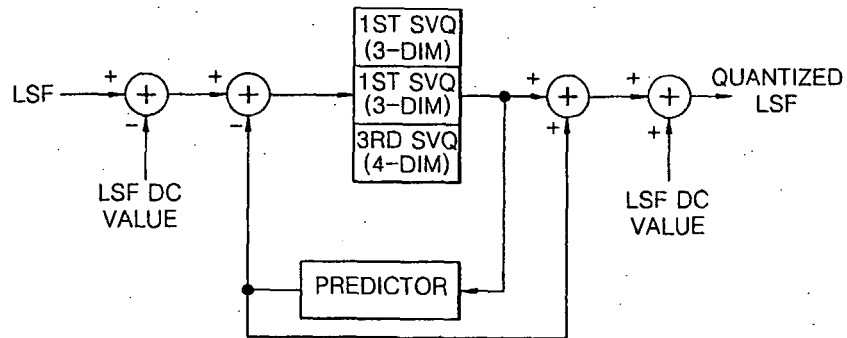 1ST SVQ
(3-DIM)
1ST SVQ
(3-DIM)
3RD SVQ
(4-DIM)
LSF
+
+
−
+
+
−
+
+
+
+
+
+
QUANTIZED
LSF
LSF DC
VALUE
LSF DC
VALUE
PREDICTOR